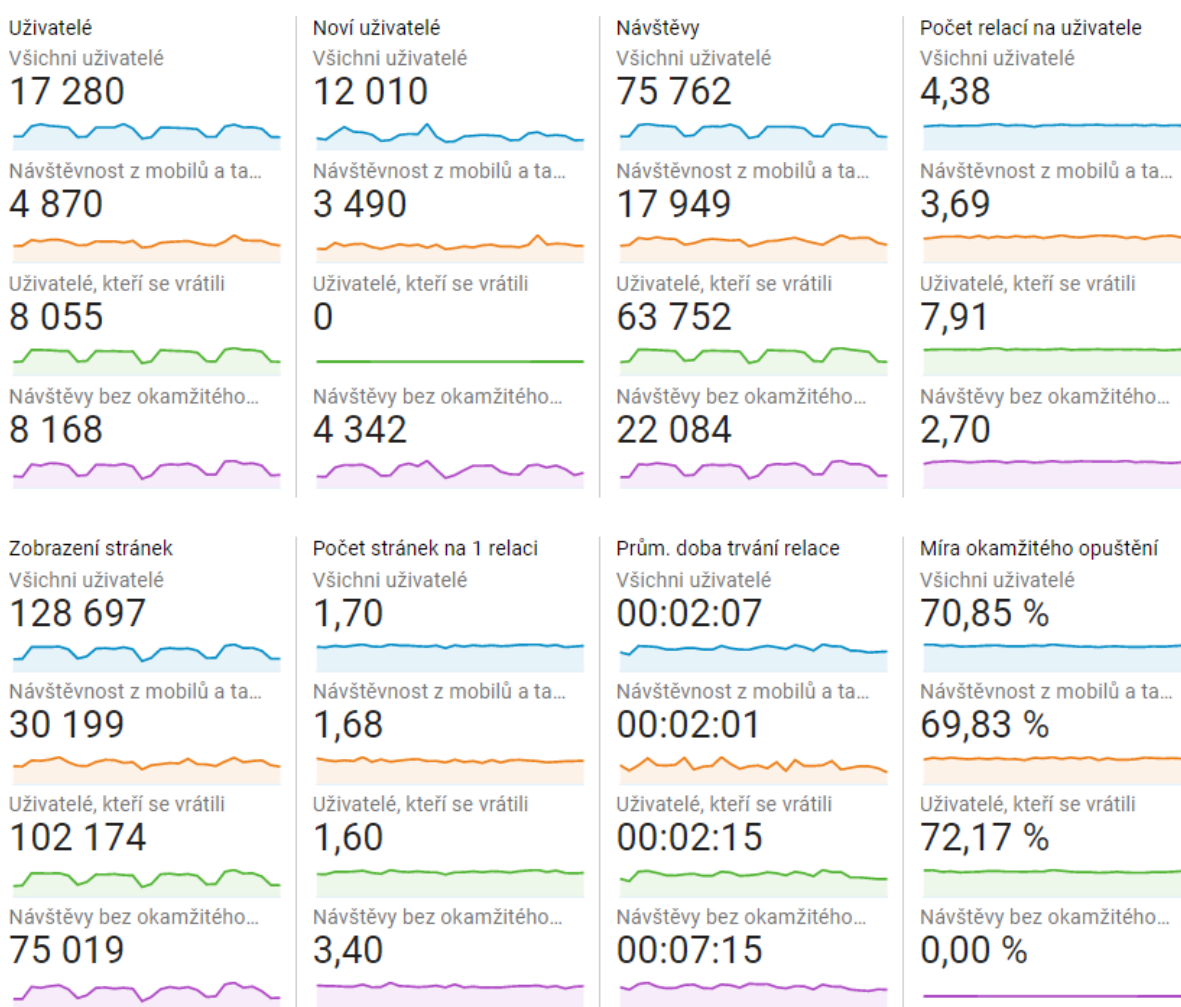 Uživatelé
Všichni uživatelé
17 280
Návštěvnost z mobilů a ta...
4 870
Uživatelé, kteří se vrátili
8 055
Návštěvy bez okamžitého...
8 168
Noví uživatelé
Všichni uživatelé
12 010
Návštěvnost z mobilů a ta...
3 490
Uživatelé, kteří se vrátili
0
Návštěvy bez okamžitého...
4 342
Návštěvy
Všichni uživatelé
75 762
Návštěvnost z mobilů a ta...
17 949
Uživatelé, kteří se vrátili
63 752
Návštěvy bez okamžitého...
22 084
Počet relací na uživatele
Všichni uživatelé
4,38
Návštěvnost z mobilů a ta...
3,69
Uživatelé, kteří se vrátili
7,91
Návštěvy bez okamžitého...
2,70
Zobrazení stránek
Všichni uživatelé
128 697
Návštěvnost z mobilů a ta...
30 199
Uživatelé, kteří se vrátili
102 174
Návštěvy bez okamžitého...
75 019
Počet stránek na 1 relaci
Všichni uživatelé
1,70
Návštěvnost z mobilů a ta...
1,68
Uživatelé, kteří se vrátili
1,60
Návštěvy bez okamžitého...
3,40
Prům. doba trvání relace
Všichni uživatelé
00:02:07
Návštěvnost z mobilů a ta...
00:02:01
Uživatelé, kteří se vrátili
00:02:15
Návštěvy bez okamžitého...
00:07:15
Míra okamžitého opuštění
Všichni uživatelé
70,85 %
Návštěvnost z mobilů a ta...
69,83 %
Uživatelé, kteří se vrátili
72,17 %
Návštěvy bez okamžitého...
0,00 %